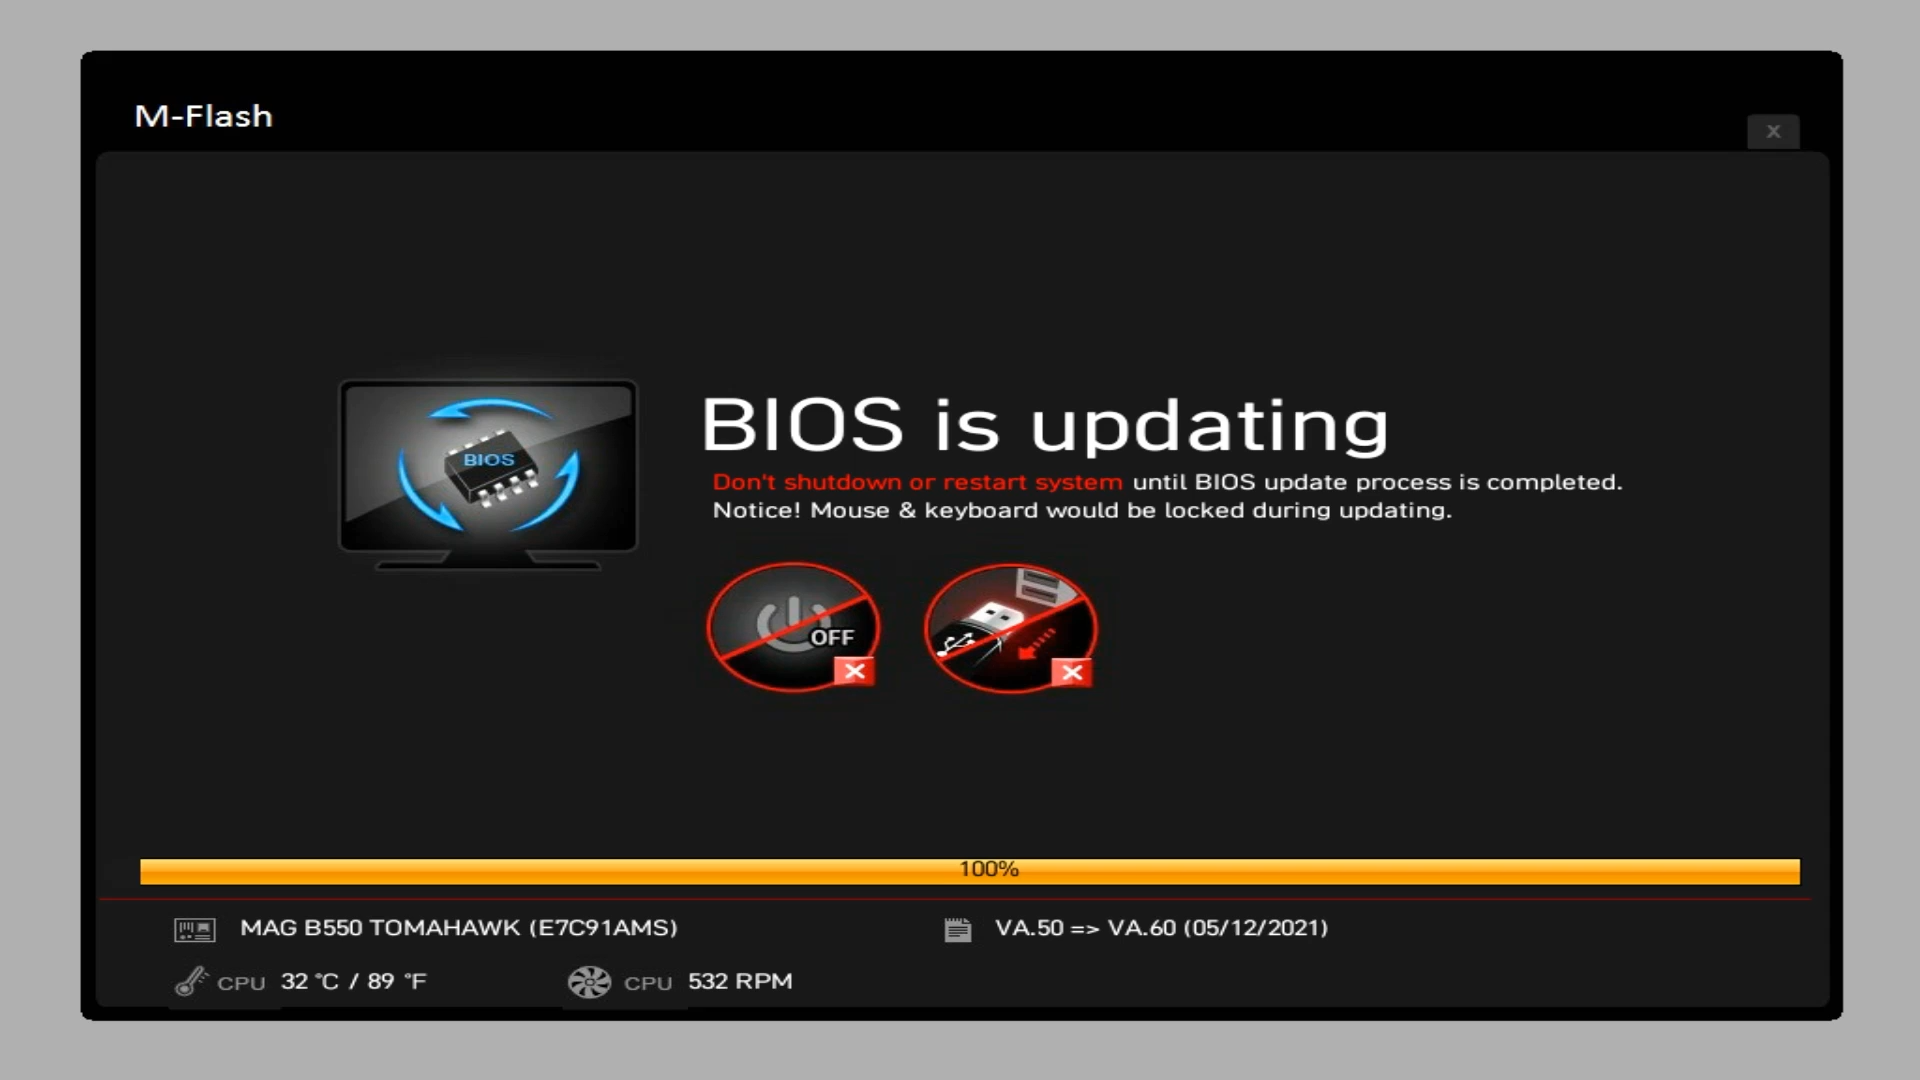 M-Flash
x
BIOS
BIOS is updating
Don't shutdown or restart system until BIOS update process is completed.
Notice! Mouse & keyboard would be locked during updating.
OFF
100%
MAG B550 TOMAHAWK (E7C91AMS)
VA.50 => VA.60 (05/12/2021)
CPU 32 °C / 89 °F
CPU 532 RPM